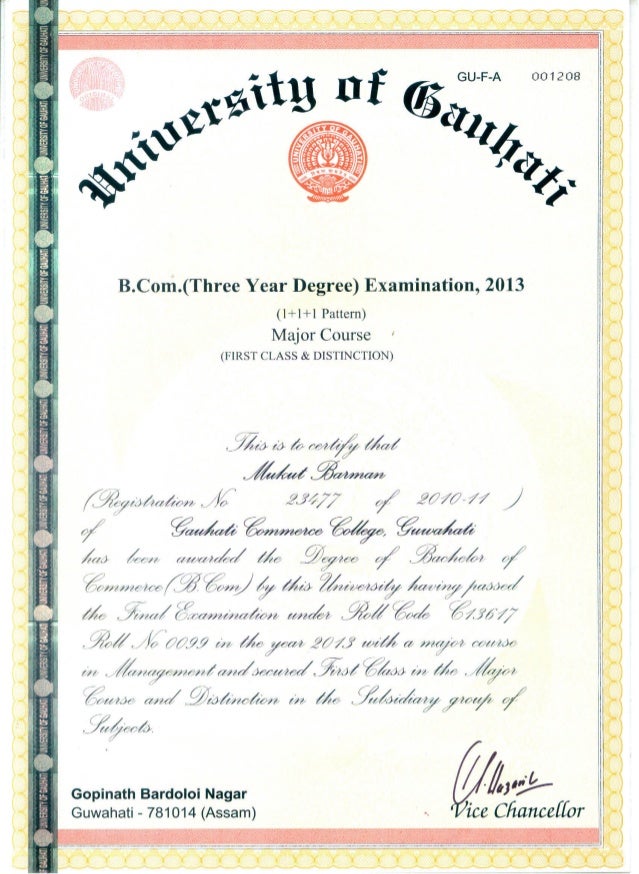 GU-F-A 001208
University of Gauhati
UNIVERSITY OF GAUHATI
B.Com.(Three Year Degree) Examination, 2013
(1+1+1 Pattern)
Major Course
(FIRST CLASS & DISTINCTION)
This is to certify that
Mukut Barman
(Registration No 23477 of 2010-11 )
of Gauhati Commerce College, Guwahati
has been awarded the Degree of Bachelor of
Commerce (B.Com) by this University having passed
the Final Examination under Roll Code C13617
Roll No 0099 in the year 2013 with a major course
in Management and secured First Class in the Major
Course and Distinction in the Subsidiary group of
Subjects.
Gopinath Bardoloi Nagar
Guwahati - 781014 (Assam)
Vice Chancellor